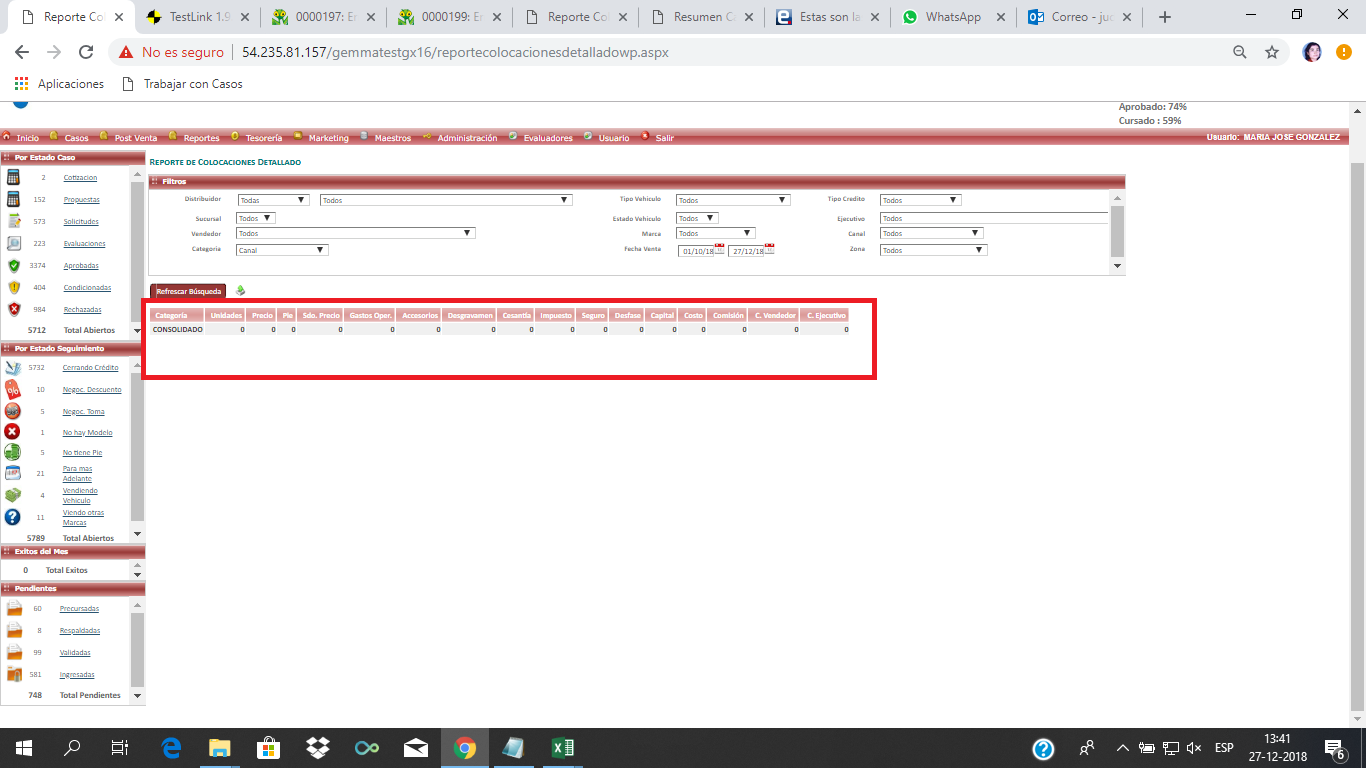 Reporte Col
TestLink 1.9
0000197: Er
0000199: Er
Reporte Col
Resumen C
Estas son la
WhatsApp
Correo - juc
No es seguro
54.235.81.157/gemmatestgx16/reportecolocacionesdetalladowp.aspx
Aplicaciones
Trabajar con Casos
Aprobado: 74%
Cursado : 59%
Inicio Casos Post Venta Reportes Tesorería Marketing Maestros Administración Evaluadores Usuario Salir
Usuario: MARIA JOSE GONZALEZ
Por Estado Caso
2 Cotizacion
152 Propuestas
573 Solicitudes
223 Evaluaciones
3374 Aprobadas
404 Condicionadas
984 Rechazadas
5712 Total Abiertos
Por Estado Seguimiento
5732 Cerrando Crédito
10 Negoc. Descuento
5 Negoc. Toma
1 No hay Modelo
5 No tiene Pie
21 Para mas Adelante
4 Vendiendo Vehiculo
11 Viendo otras Marcas
5789 Total Abiertos
Exitos del Mes
0 Total Exitos
Pendientes
60 Precursadas
8 Respaldadas
99 Validadas
581 Ingresadas
748 Total Pendientes
REPORTE DE COLOCACIONES DETALLADO
Filtros
Distribuidor Todas Todos Tipo Vehiculo Todos Tipo Credito Todos
Sucursal Todos Estado Vehiculo Todos Ejecutivo Todos
Vendedor Todos Marca Todos Canal Todos
Categoria Canal Fecha Venta 01/10/18 27/12/18 Zona Todos
Refrescar Búsqueda
Categoría Unidades Precio Pie Sdo. Precio Gastos Oper. Accesorios Desgravamen Cesantía Impuesto Seguro Desfase Capital Costo Comisión C. Vendedor C. Ejecutivo
CONSOLIDADO 0 0 0 0 0 0 0 0 0 0 0 0 0 0 0 0
ESP
13:41
27-12-2018
6